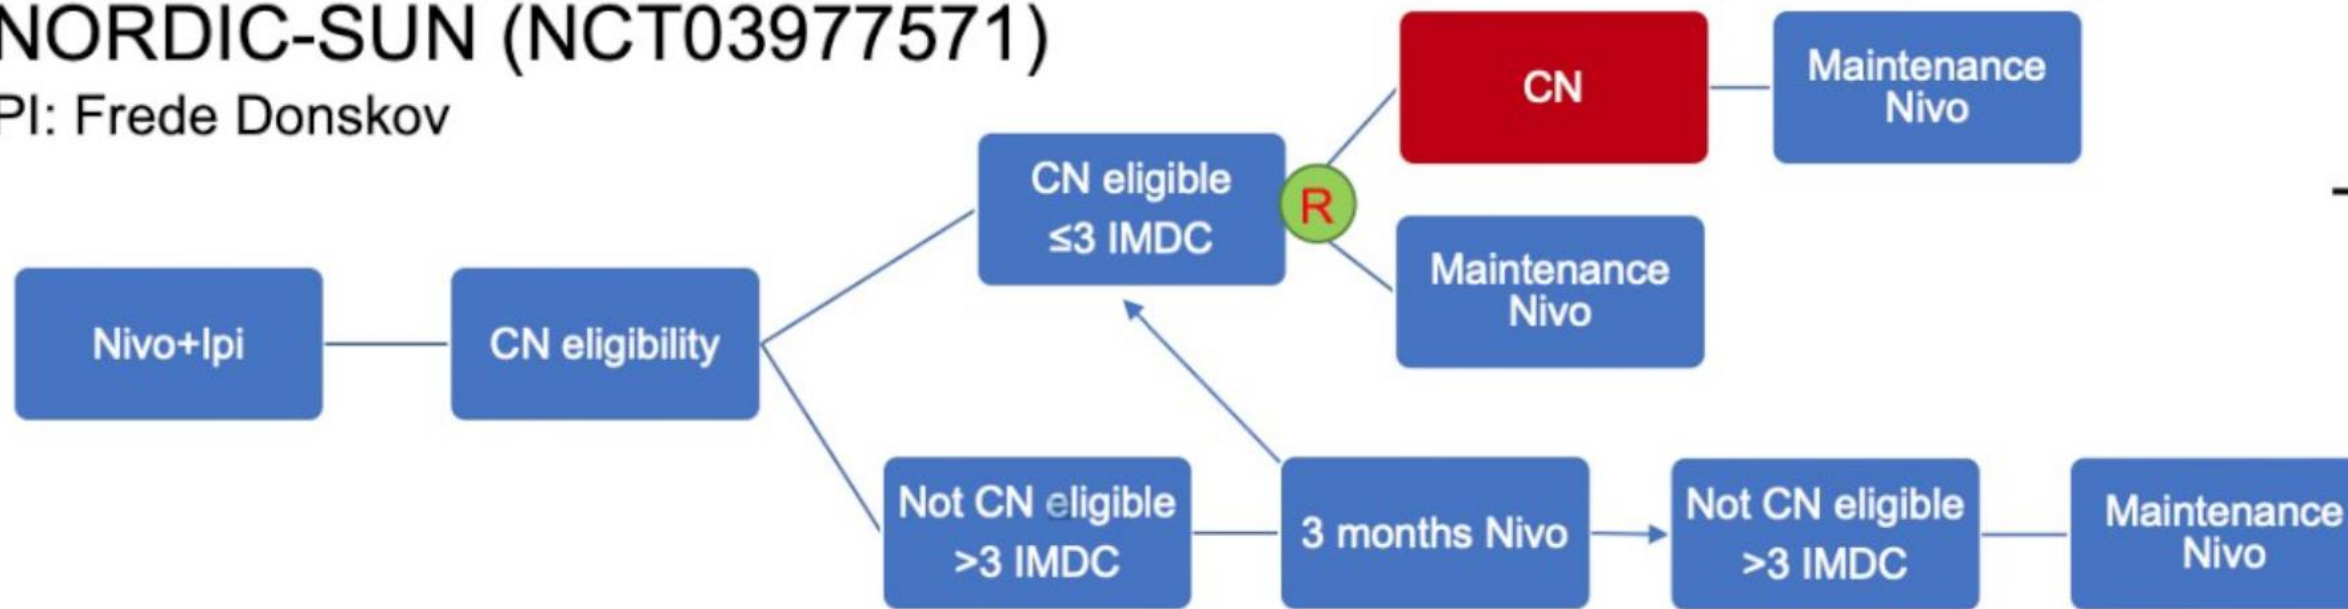 NORDIC-SUN (NCT03977571)
PI: Frede Donskov
Nivo+Ipi
CN eligibility
CN eligible
≤3 IMDC
R
CN
Maintenance
Nivo
Maintenance
Nivo
Not CN eligible
>3 IMDC
3 months Nivo
Not CN eligible
>3 IMDC
Maintenance
Nivo